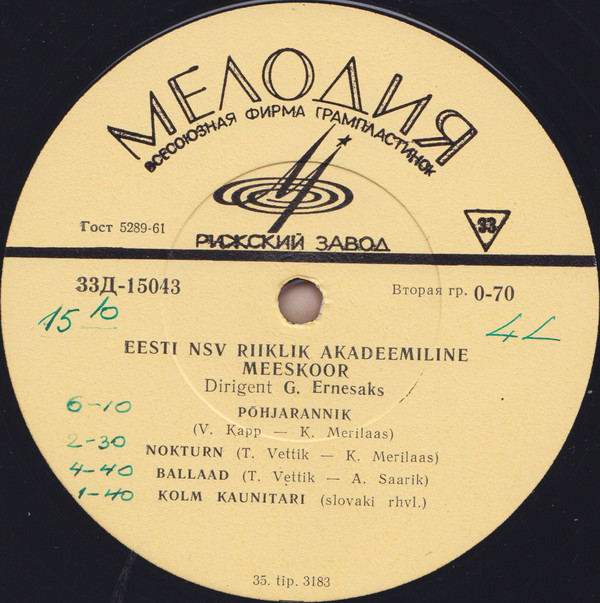 МЕЛОДИЯ
ВСЕСОЮЗНАЯ ФИРМА ГРАМПЛАСТИНОК
Гост 5289-61
33
РИЖСКИЙ ЗАВОД
33Д-15043
Вторая гр. 0-70
15 10
4L
EESTI NSV RIIKLIK AKADEEMILINE
MEESKOOR
Dirigent G. Ernesaks
6-10 PÕHJARANNIK
(V. Kapp — K. Merilaas)
2-30 NOKTURN (T. Vettik — K. Merilaas)
4-40 BALLAAD (T. Vettik — A. Saarik)
1-40 KOLM KAUNITARI (slovaki rhvl.)
35. tip. 3183